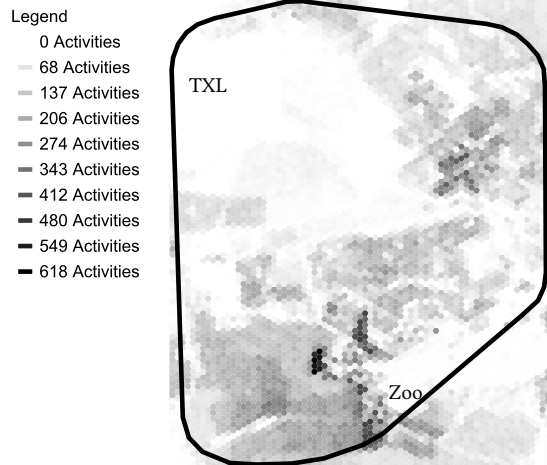 Legend
0 Activities
68 Activities
137 Activities
206 Activities
274 Activities
343 Activities
412 Activities
480 Activities
549 Activities
618 Activities
TXL
Zoo